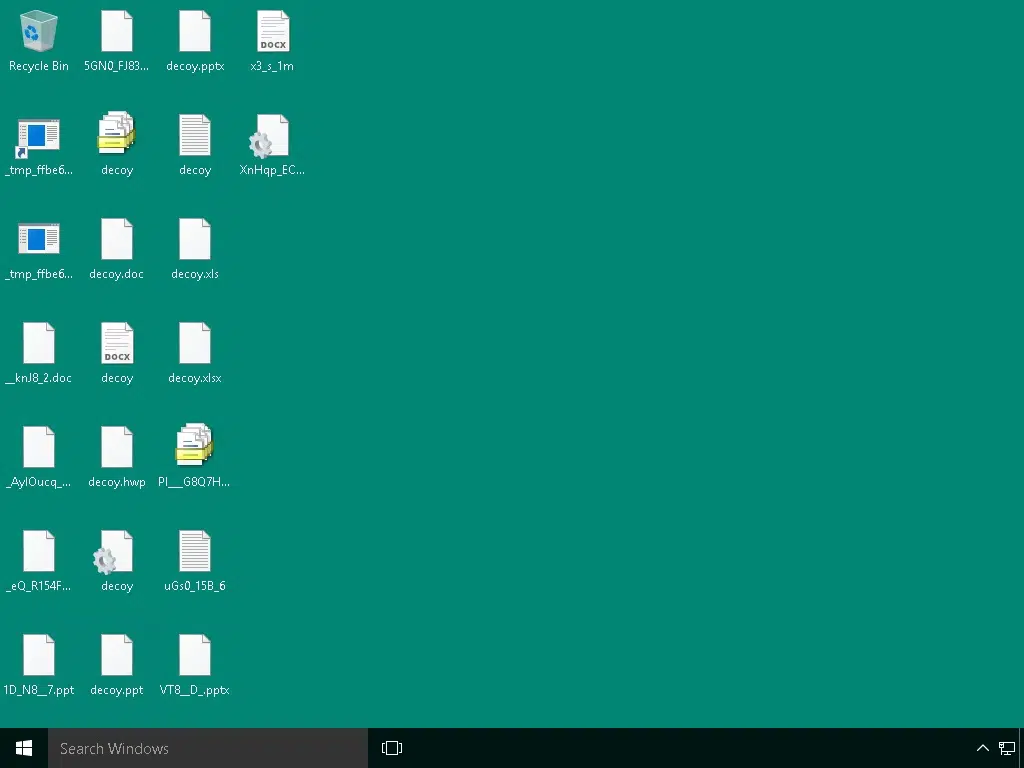 Recycle Bin
5GN0_FJ83...
decoy.pptx
x3_s_1m
DOCX
_tmp_ffbe6...
decoy
decoy
XnHqp_EC...
_tmp_ffbe6...
decoy.doc
decoy.xls
__knJ8_2.doc
decoy
DOCX
decoy.xlsx
_AylOucq_...
decoy.hwp
Pl___G8Q7H...
_eQ_R154F...
decoy
uGs0_15B_6
1D_N8__7.ppt
decoy.ppt
VT8__D_.pptx
Search Windows